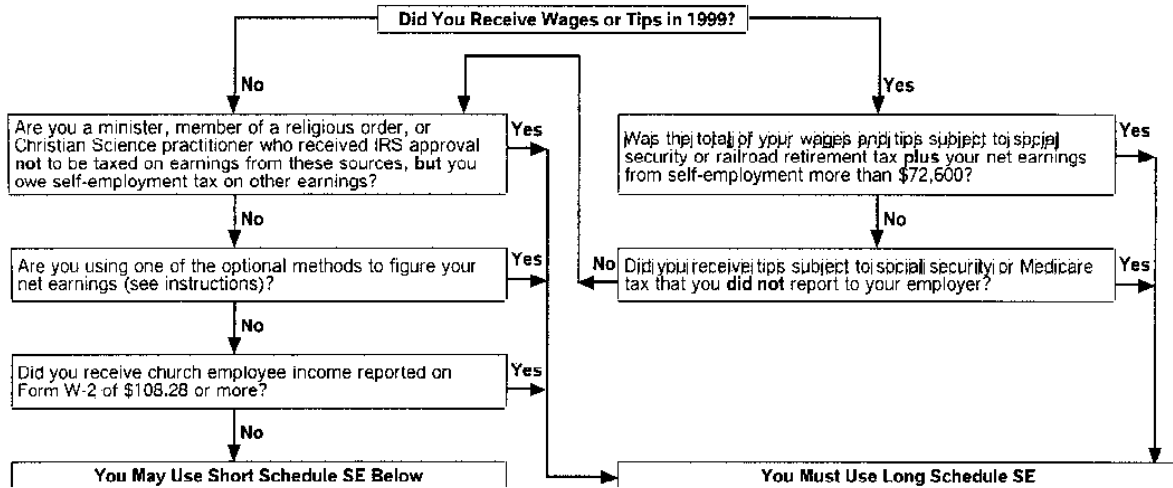 Did You Receive Wages or Tips in 1999?
No
Yes
Are you a minister, member of a religious order, or
Christian Science practitioner who received IRS approval
not to be taxed on earnings from these sources, but you
owe self-employment tax on other earnings?
Yes
Was the total of your wages and tips subject to social
security or railroad retirement tax plus your net earnings
from self-employment more than $72,600?
Yes
No
No
Are you using one of the optional methods to figure your
net earnings (see instructions)?
Yes
No
Did you receive tips subject to social security or Medicare
tax that you did not report to your employer?
Yes
No
Did you receive church employee income reported on
Form W-2 of $108.28 or more?
Yes
No
You May Use Short Schedule SE Below
You Must Use Long Schedule SE